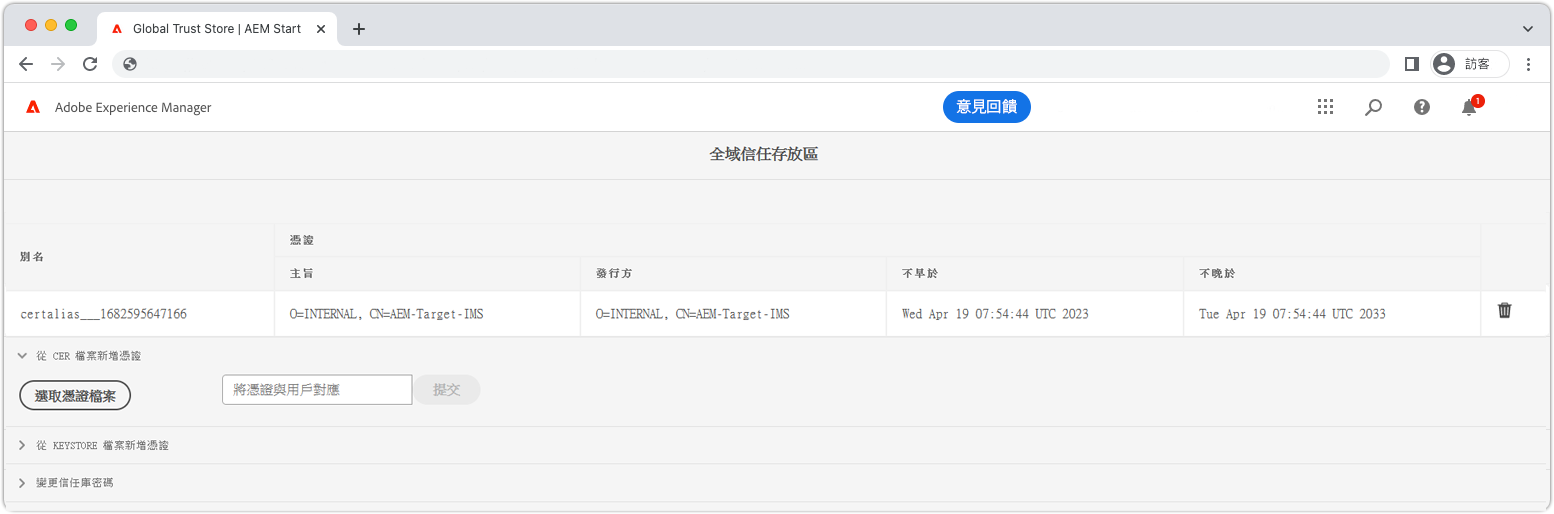 Global Trust Store | AEM Start
訪客
Adobe Experience Manager
意見回饋
1
全域信任存放區
別名
憑證
主旨
發行方
不早於
不晚於
certalias___1682595647166
O=INTERNAL, CN=AEM-Target-IMS
O=INTERNAL, CN=AEM-Target-IMS
Wed Apr 19 07:54:44 UTC 2023
Tue Apr 19 07:54:44 UTC 2033
從 CER 檔案新增憑證
選取憑證檔案
將憑證與用戶對應
提交
從 KEYSTORE 檔案新增憑證
變更信任庫密碼